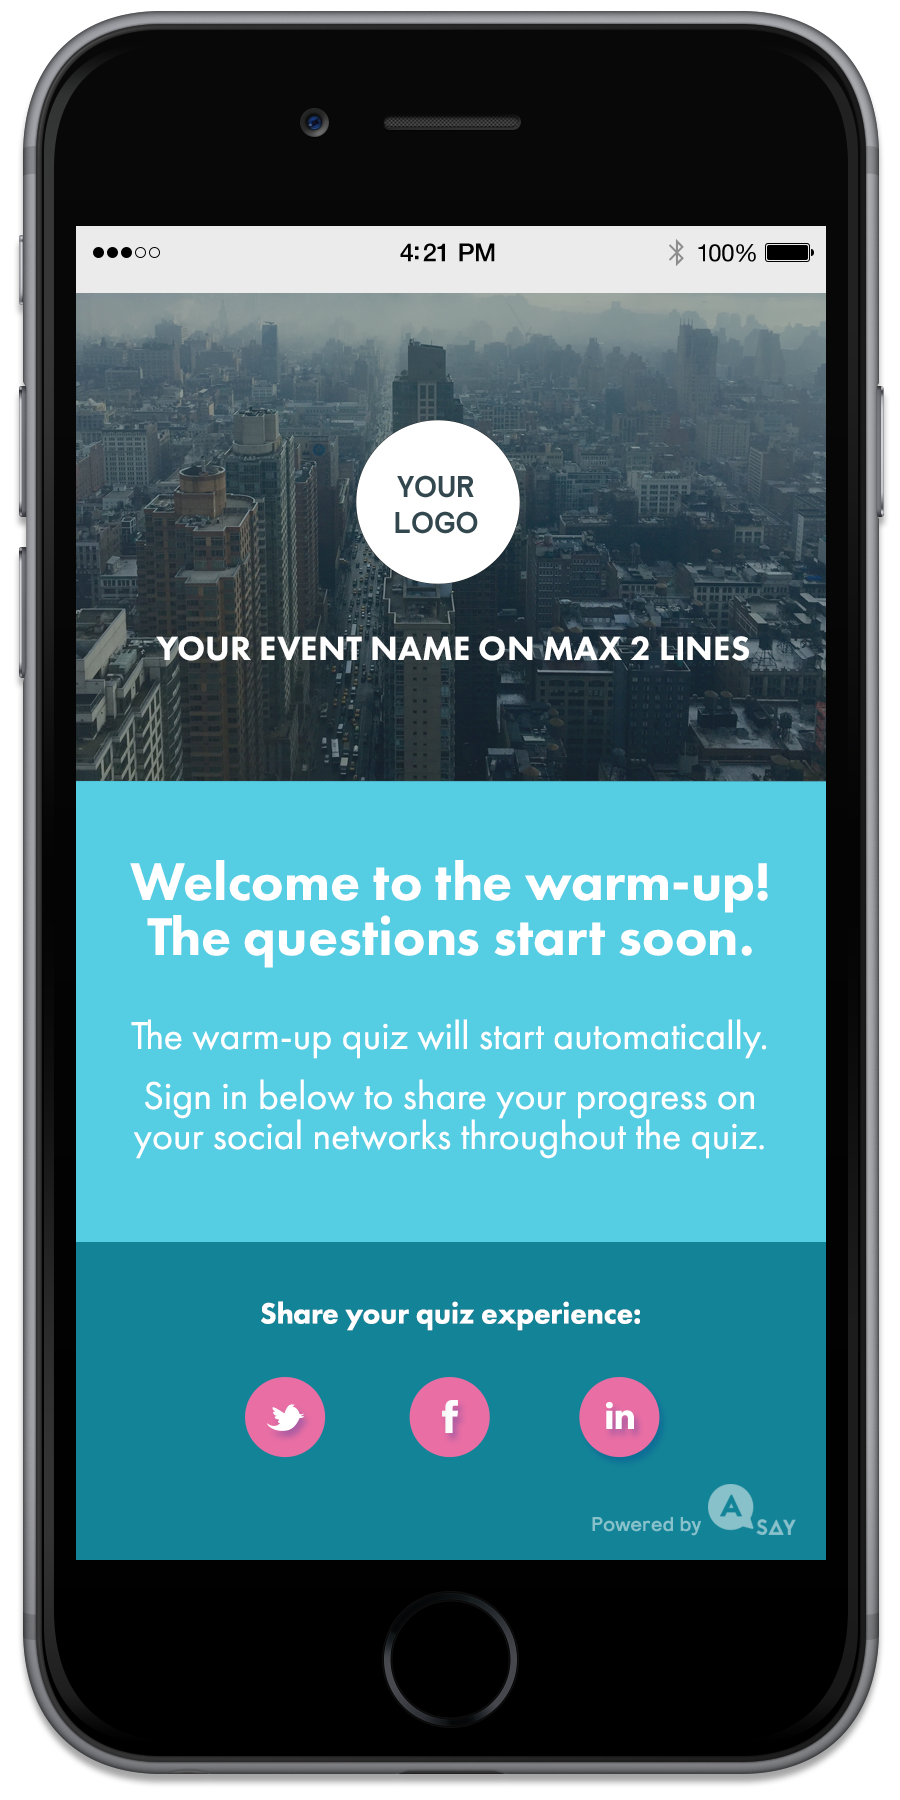 4:21 PM
100%
YOUR
LOGO
YOUR EVENT NAME ON MAX 2 LINES
Welcome to the warm-up!
The questions start soon.
The warm-up quiz will start automatically.
Sign in below to share your progress on
your social networks throughout the quiz.
Share your quiz experience:
f
in
Powered by A SAY